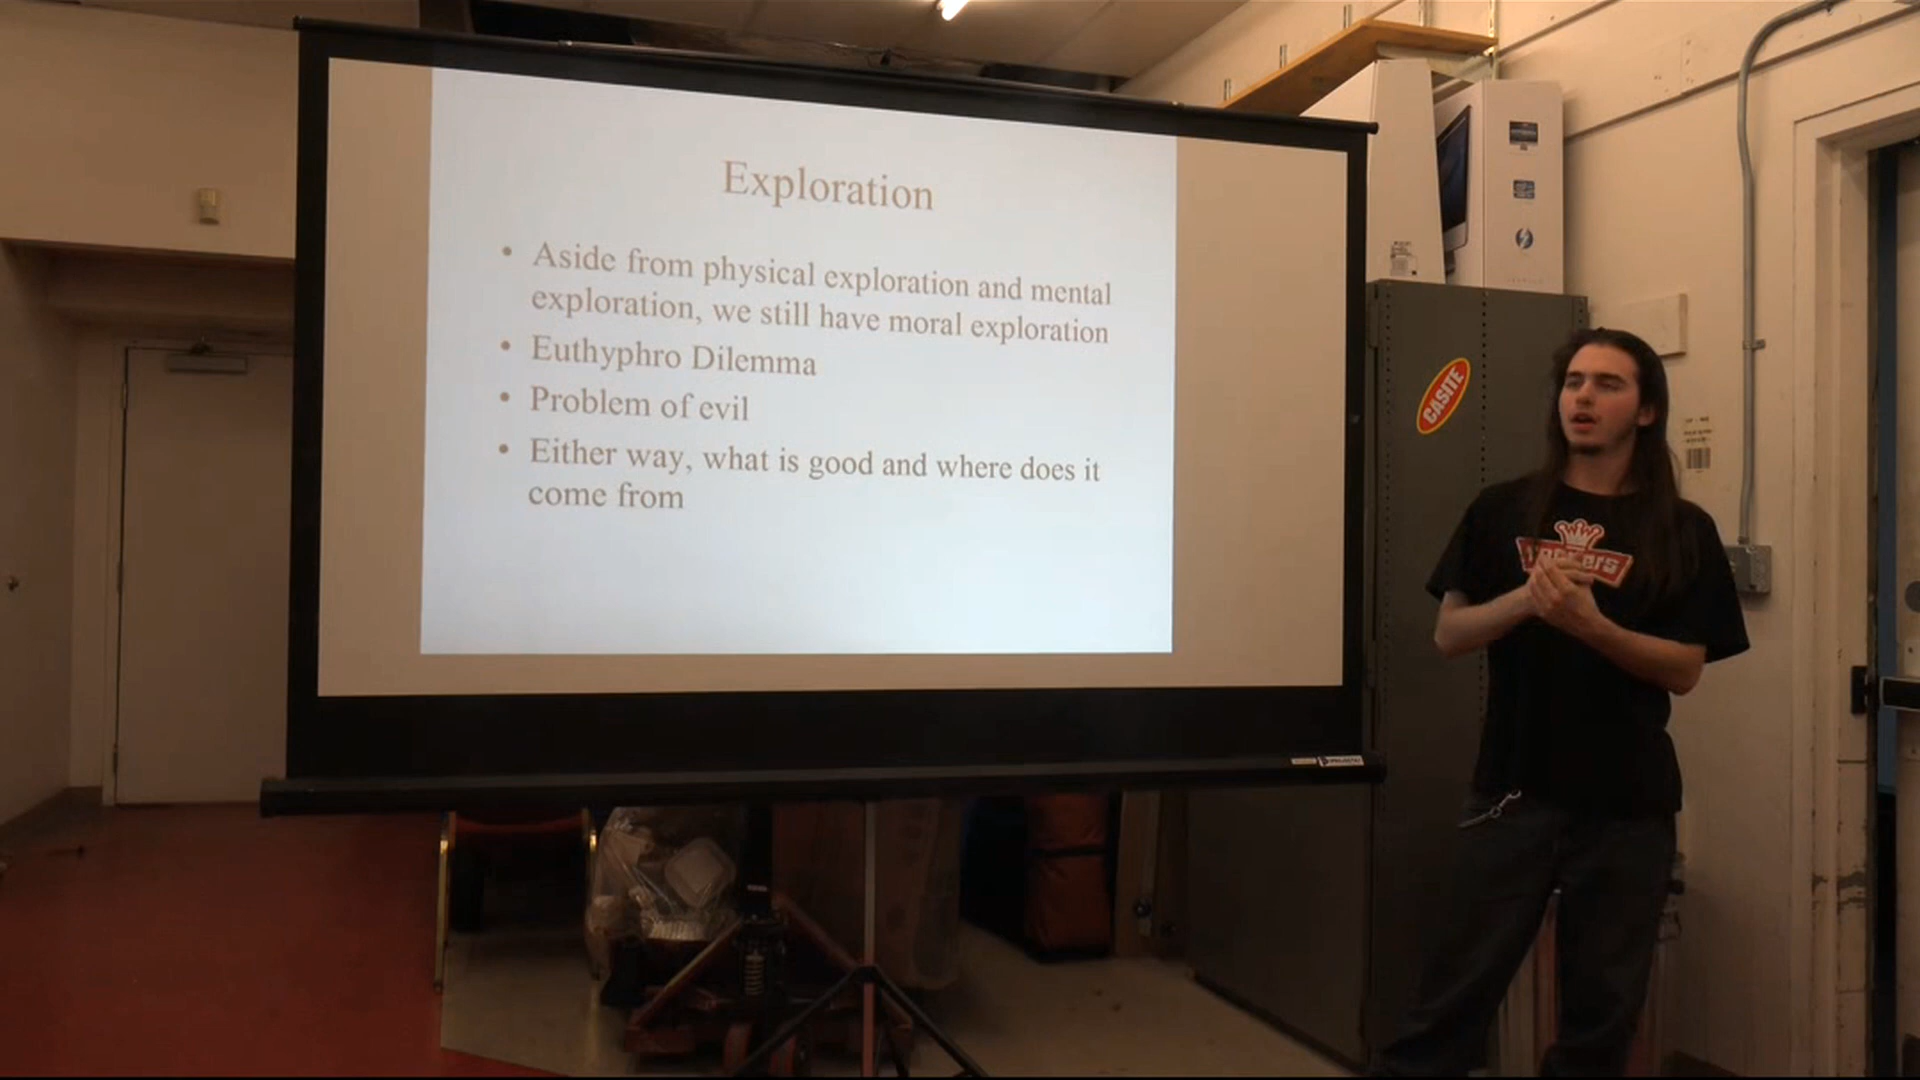 Exploration
• Aside from physical exploration and mental
exploration, we still have moral exploration
• Euthyphro Dilemma
• Problem of evil
• Either way, what is good and where does it
come from
CASITE